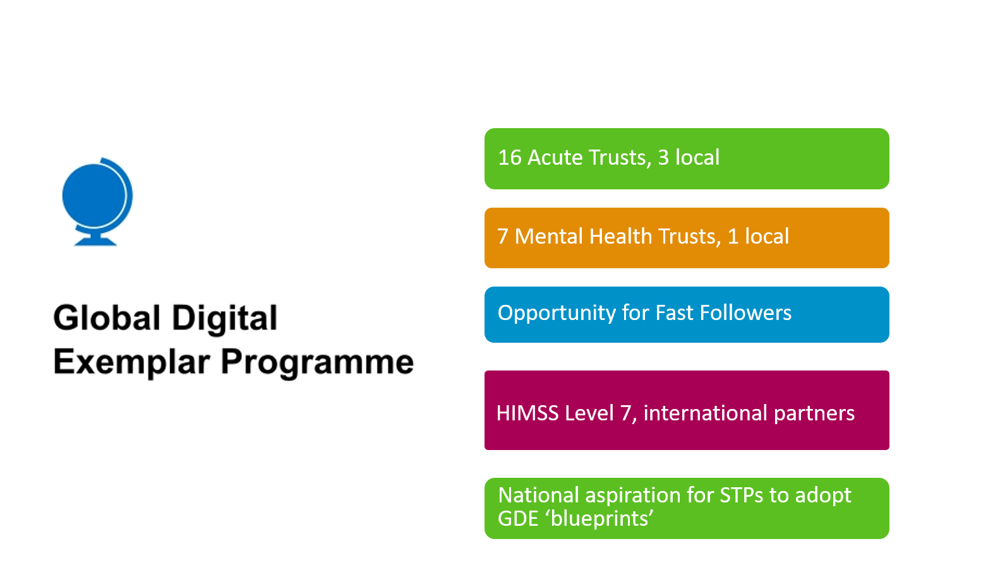 Global Digital
Exemplar Programme
16 Acute Trusts, 3 local
7 Mental Health Trusts, 1 local
Opportunity for Fast Followers
HIMSS Level 7, international partners
National aspiration for STPs to adopt
GDE ‘blueprints’